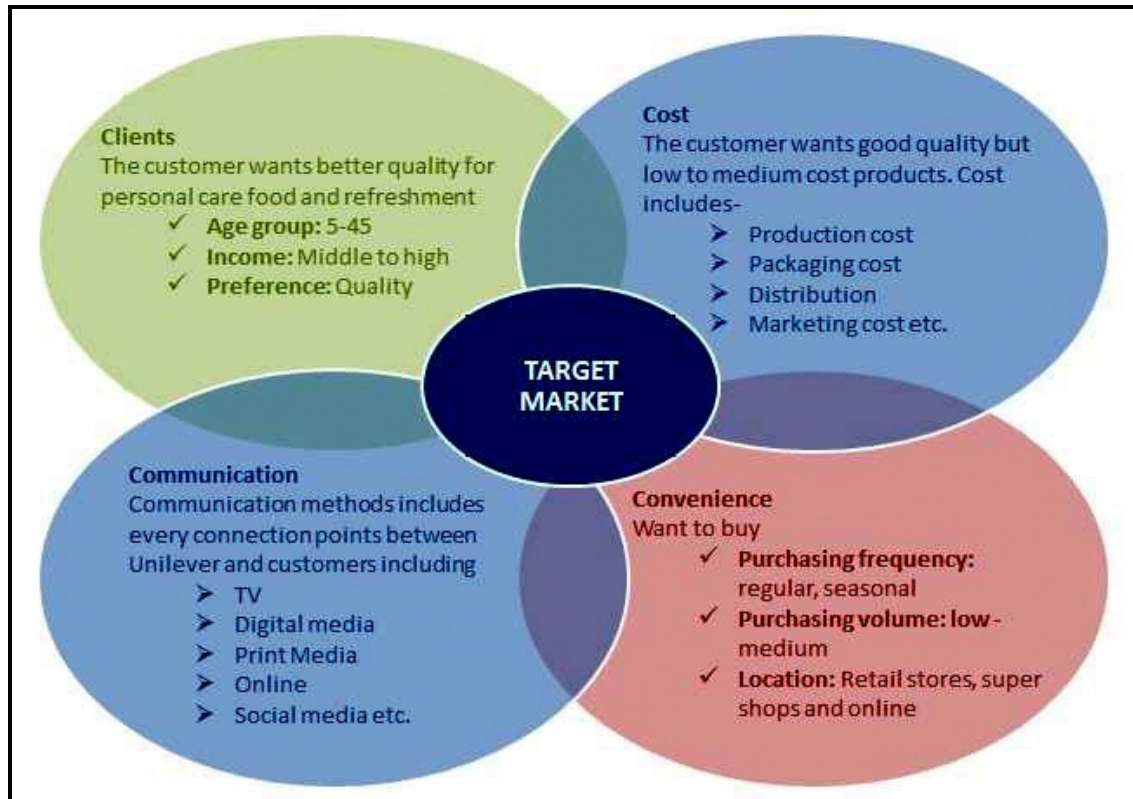 Clients
The customer wants better quality for
personal care food and refreshment
✓ Age group: 5-45
✓ Income: Middle to high
✓ Preference: Quality
Cost
The customer wants good quality but
low to medium cost products. Cost
includes-
➤ Production cost
➤ Packaging cost
➤ Distribution
➤ Marketing cost etc.
TARGET
MARKET
Communication
Communication methods includes
every connection points between
Unilever and customers including
➤ TV
➤ Digital media
➤ Print Media
➤ Online
➤ Social media etc.
Convenience
Want to buy
✓ Purchasing frequency:
regular, seasonal
✓ Purchasing volume: low -
medium
✓ Location: Retail stores, super
shops and online